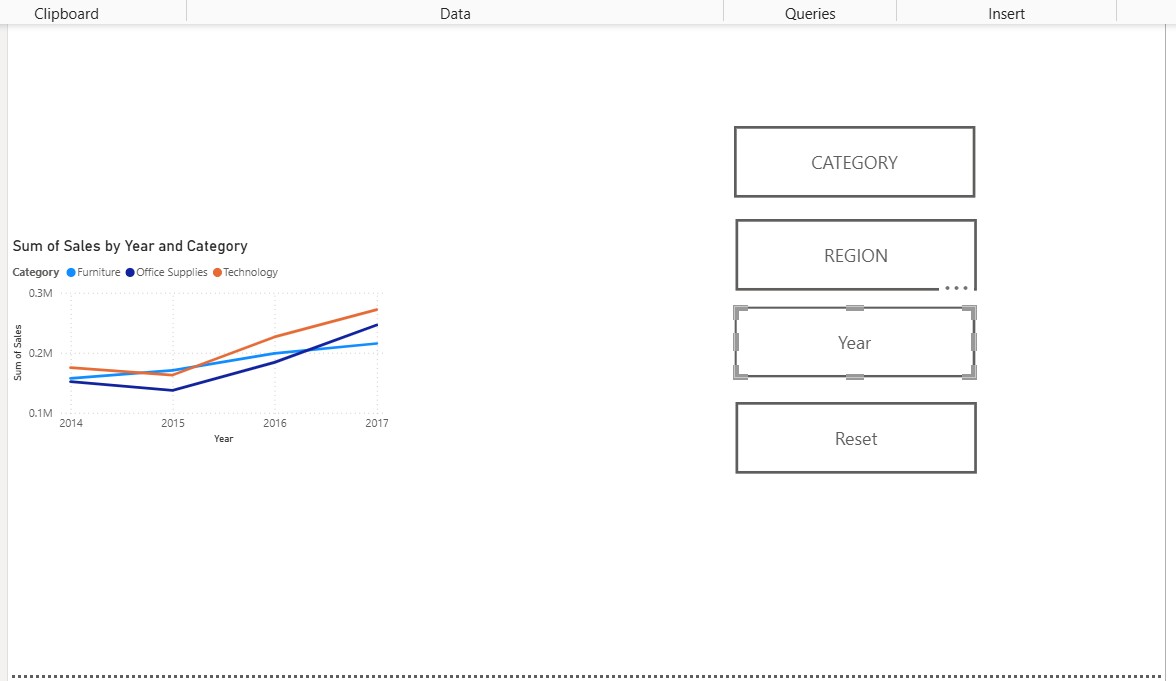 Clipboard Data Queries Insert
CATEGORY
REGION
Year
Reset
Sum of Sales by Year and Category
Category Furniture Office Supplies Technology
0.3M
0.2M
0.1M
Sum of Sales
2014 2015 2016 2017
Year